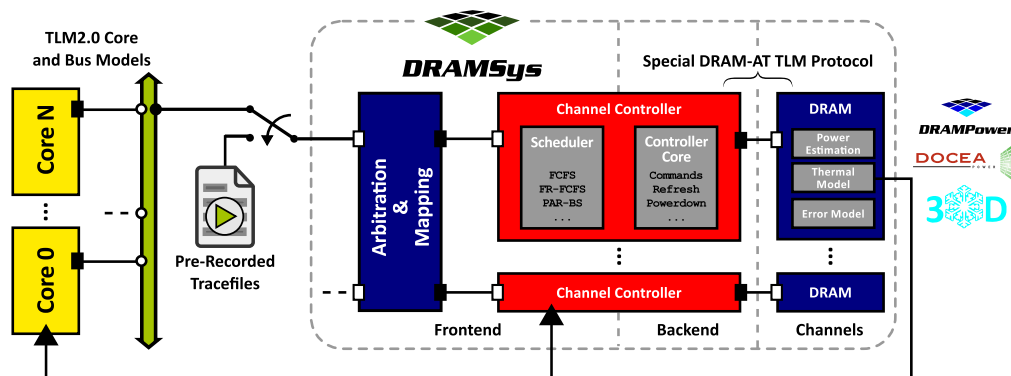 TLM2.0 Core
and Bus Models
Core N
...
Core 0
Pre-Recorded
Tracefiles
DRAMSys
Special DRAM-AT TLM Protocol
Arbitration
&
Mapping
Channel Controller
Scheduler
FCFS
FR-FCFS
PAR-BS
...
Controller
Core
Commands
Refresh
Powerdown
...
DRAM
Power
Estimation
Thermal
Model
Error Model
...
...
Channel Controller
DRAM
Frontend
Backend
Channels
DRAMPower
DOCEA
POWER
3D